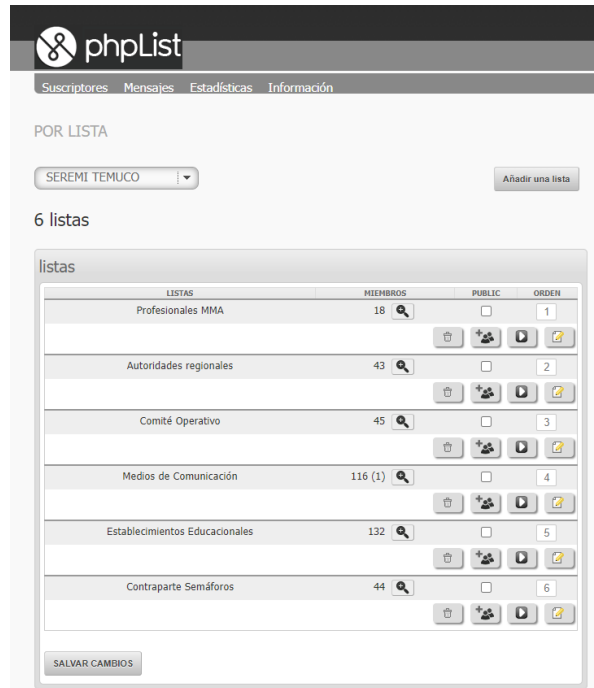 phpList
Suscriptores Mensajes Estadísticas Información
POR LISTA
SEREMI TEMUCO
Añadir una lista
6 listas
listas
LISTAS MIEMBROS PUBLIC ORDEN
Profesionales MMA 18 1
Autoridades regionales 43 2
Comité Operativo 45 3
Medios de Comunicación 116 (1) 4
Establecimientos Educacionales 132 5
Contraparte Semáforos 44 6
SALVAR CAMBIOS